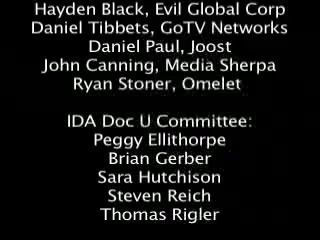 Hayden Black, Evil Global Corp
Daniel Tibbets, GoTV Networks
Daniel Paul, Joost
John Canning, Media Sherpa
Ryan Stoner, Omelet
IDA Doc U Committee:
Peggy Ellithorpe
Brian Gerber
Sara Hutchison
Steven Reich
Thomas Rigler